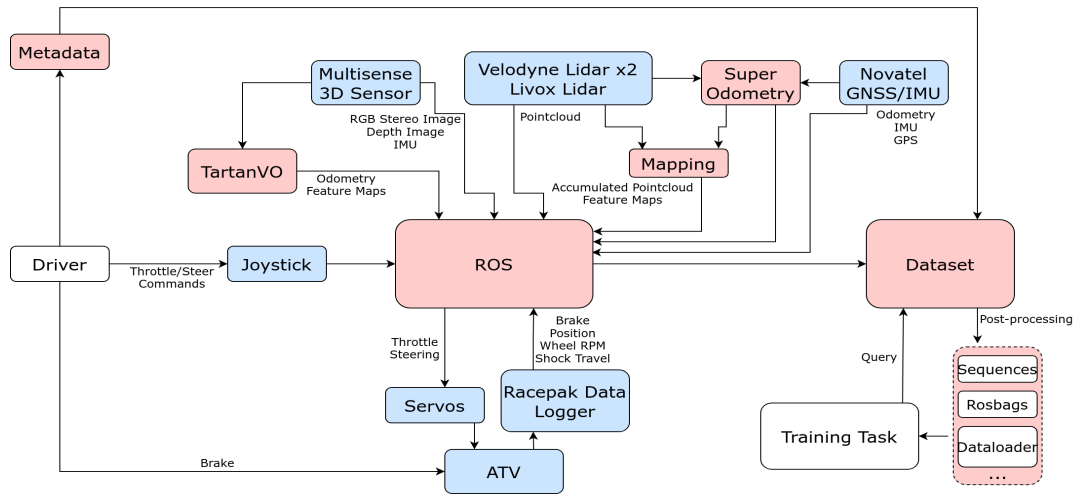 Metadata
Multisense
3D Sensor
Velodyne Lidar x2
Livox Lidar
Super
Odometry
Novatel
GNSS/IMU
RGB Stereo Image
Depth Image
IMU
Pointcloud
Odometry
IMU
GPS
TartanVO
Mapping
Odometry
Feature Maps
Accumulated Pointcloud
Feature Maps
Driver
Throttle/Steer
Commands
Joystick
ROS
Dataset
Throttle
Steering
Brake
Position
Wheel RPM
Shock Travel
Post-processing
Query
Sequences
Rosbags
Dataloader
...
Servos
Racepak Data
Logger
Training Task
Brake
ATV